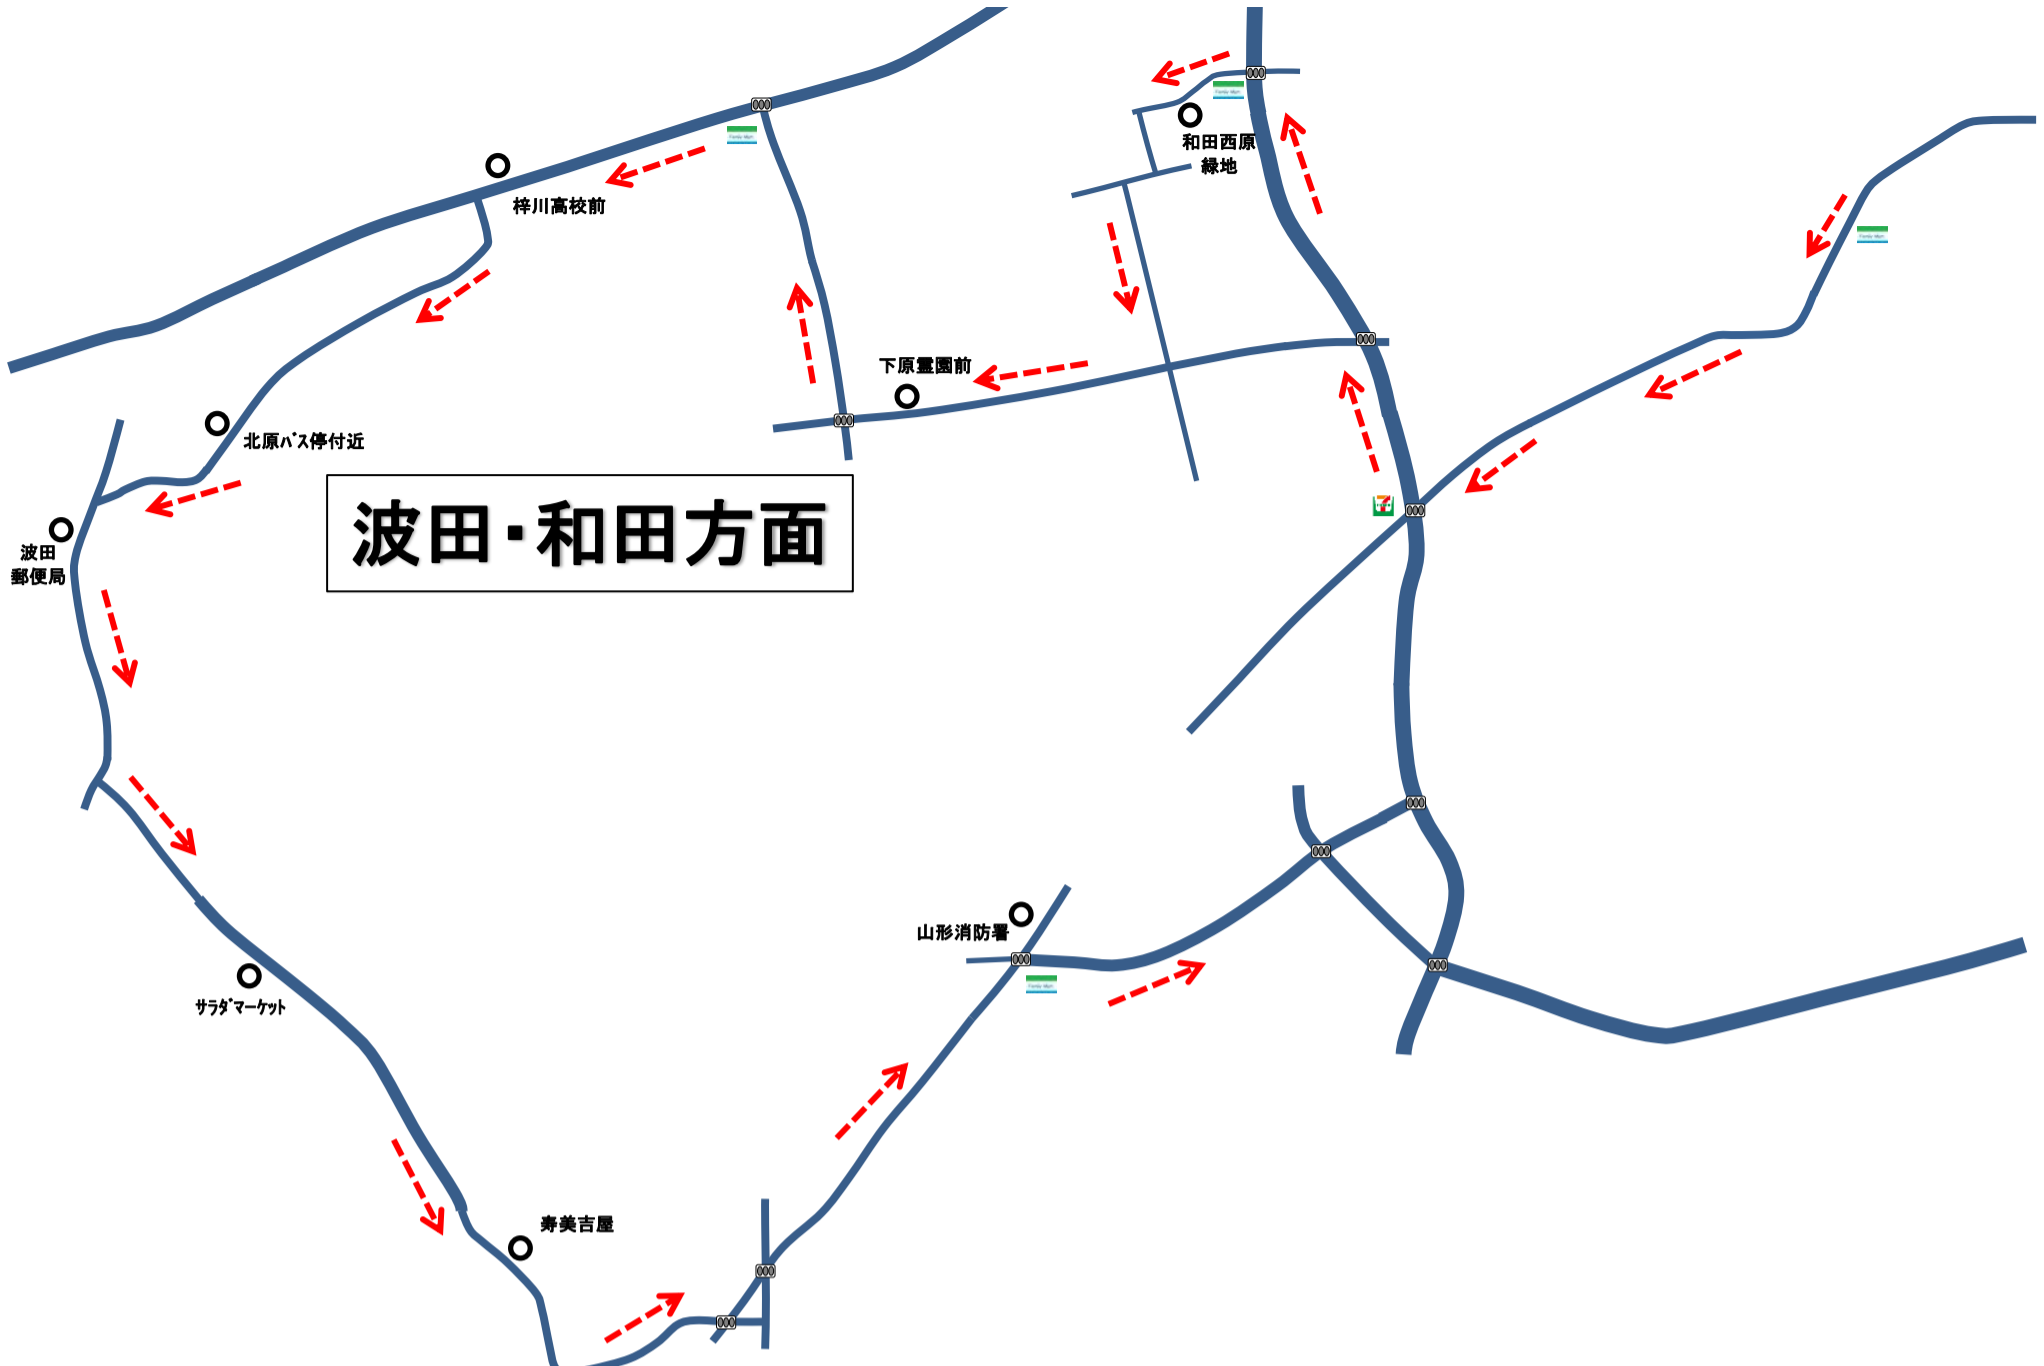 和田西原
緑地
梓川高校前
下原霊園前
北原ﾊﾞｽ停付近
波田・和田方面
波田
郵便局
山形消防署
ｻﾗﾀﾞﾏｰｹｯﾄ
寿美吉屋